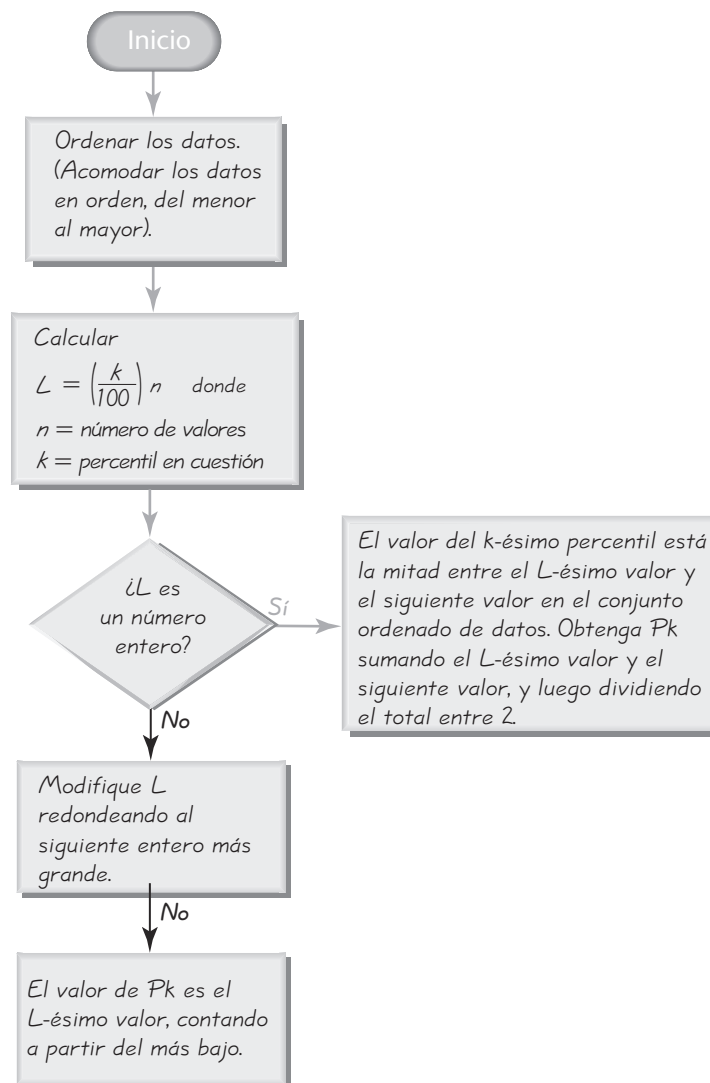 Inicio
Ordenar los datos.
(Acomodar los datos
en orden, del menor
al mayor).
Calcular
L = (k/100) n donde
n = número de valores
k = percentil en cuestión
¿L es
un número
entero?
Sí
El valor del k-ésimo percentil está
la mitad entre el L-ésimo valor y
el siguiente valor en el conjunto
ordenado de datos. Obtenga Pk
sumando el L-ésimo valor y el
siguiente valor, y luego dividiendo
el total entre 2.
No
Modifique L
redondeando al
siguiente entero más
grande.
No
El valor de Pk es el
L-ésimo valor, contando
a partir del más bajo.